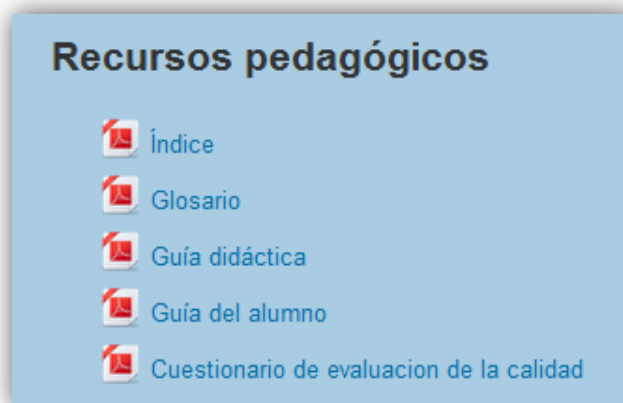 Recursos pedagógicos
Índice
Glosario
Guía didáctica
Guía del alumno
Cuestionario de evaluacion de la calidad